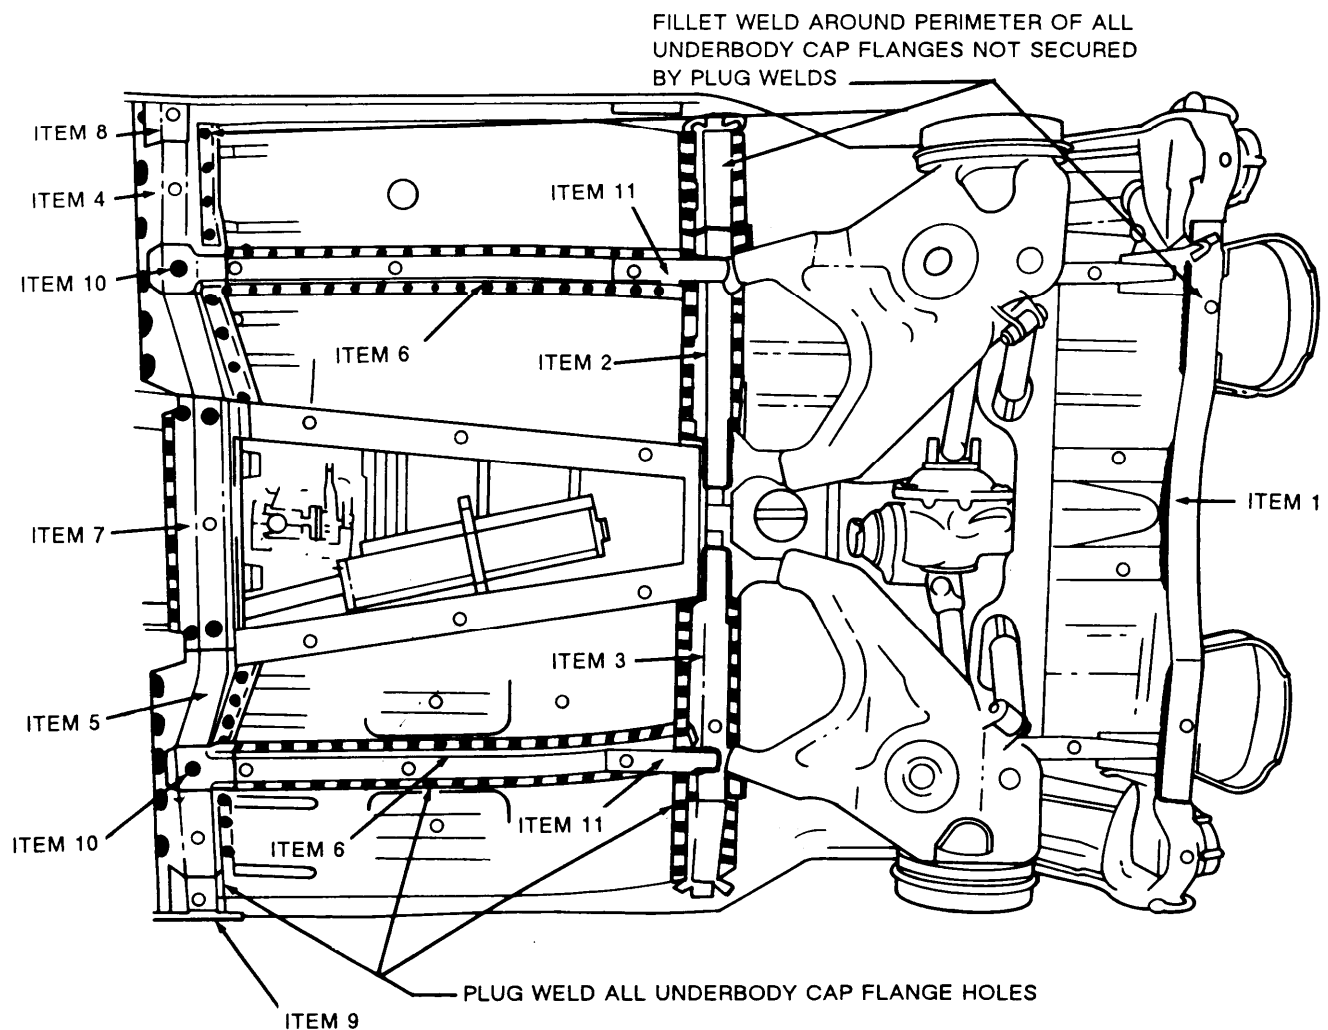 FILLET WELD AROUND PERIMETER OF ALL
UNDERBODY CAP FLANGES NOT SECURED
BY PLUG WELDS
ITEM 8
ITEM 4
ITEM 11
ITEM 10
ITEM 6
ITEM 2
ITEM 1
ITEM 7
ITEM 3
ITEM 5
ITEM 11
ITEM 10
ITEM 6
PLUG WELD ALL UNDERBODY CAP FLANGE HOLES
ITEM 9